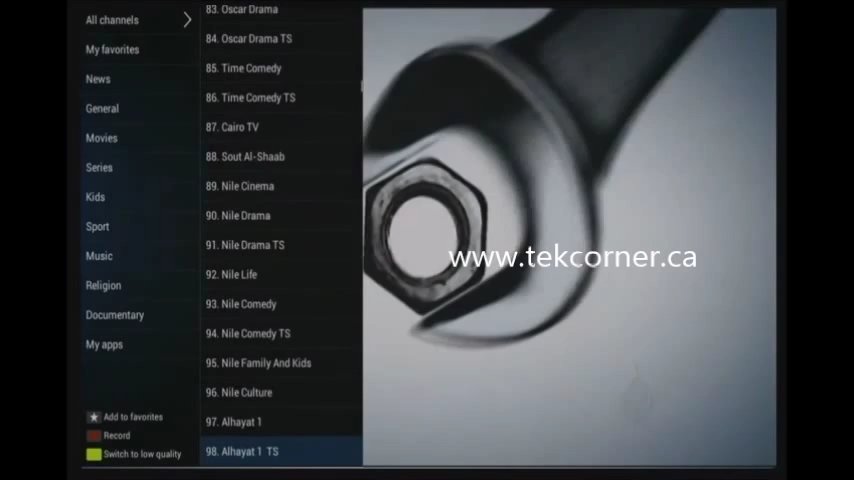 All channels
My favorites
News
General
Movies
Series
Kids
Sport
Music
Religion
Documentary
My apps
Add to favorites
Record
Switch to low quality
83. Oscar Drama
84. Oscar Drama TS
85. Time Comedy
86. Time Comedy TS
87. Cairo TV
88. Sout Al-Shaab
89. Nile Cinema
90. Nile Drama
91. Nile Drama TS
92. Nile Life
93. Nile Comedy
94. Nile Comedy TS
95. Nile Family And Kids
96. Nile Culture
97. Alhayat 1
98. Alhayat 1 TS
www.tekcorner.ca